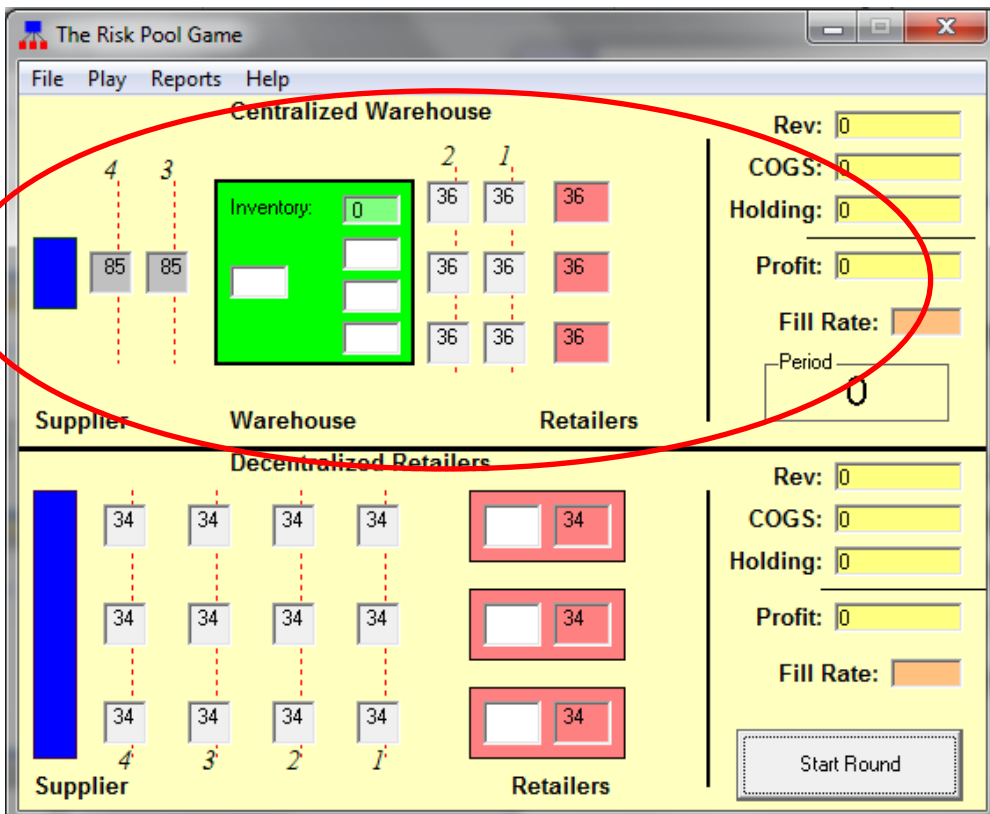 The Risk Pool Game
File Play Reports Help
Centralized Warehouse
4 3 2 1
Inventory: 0
36 36 36
85 85
36 36 36
36 36 36
Supplier Warehouse Retailers
Rev: 0
COGS: 0
Holding: 0
Profit: 0
Fill Rate:
Period
0
Decentralized Retailers
34 34 34 34 34
34 34 34 34 34
34 34 34 34 34
4 3 2 1
Supplier Retailers
Rev: 0
COGS: 0
Holding: 0
Profit: 0
Fill Rate:
Start Round